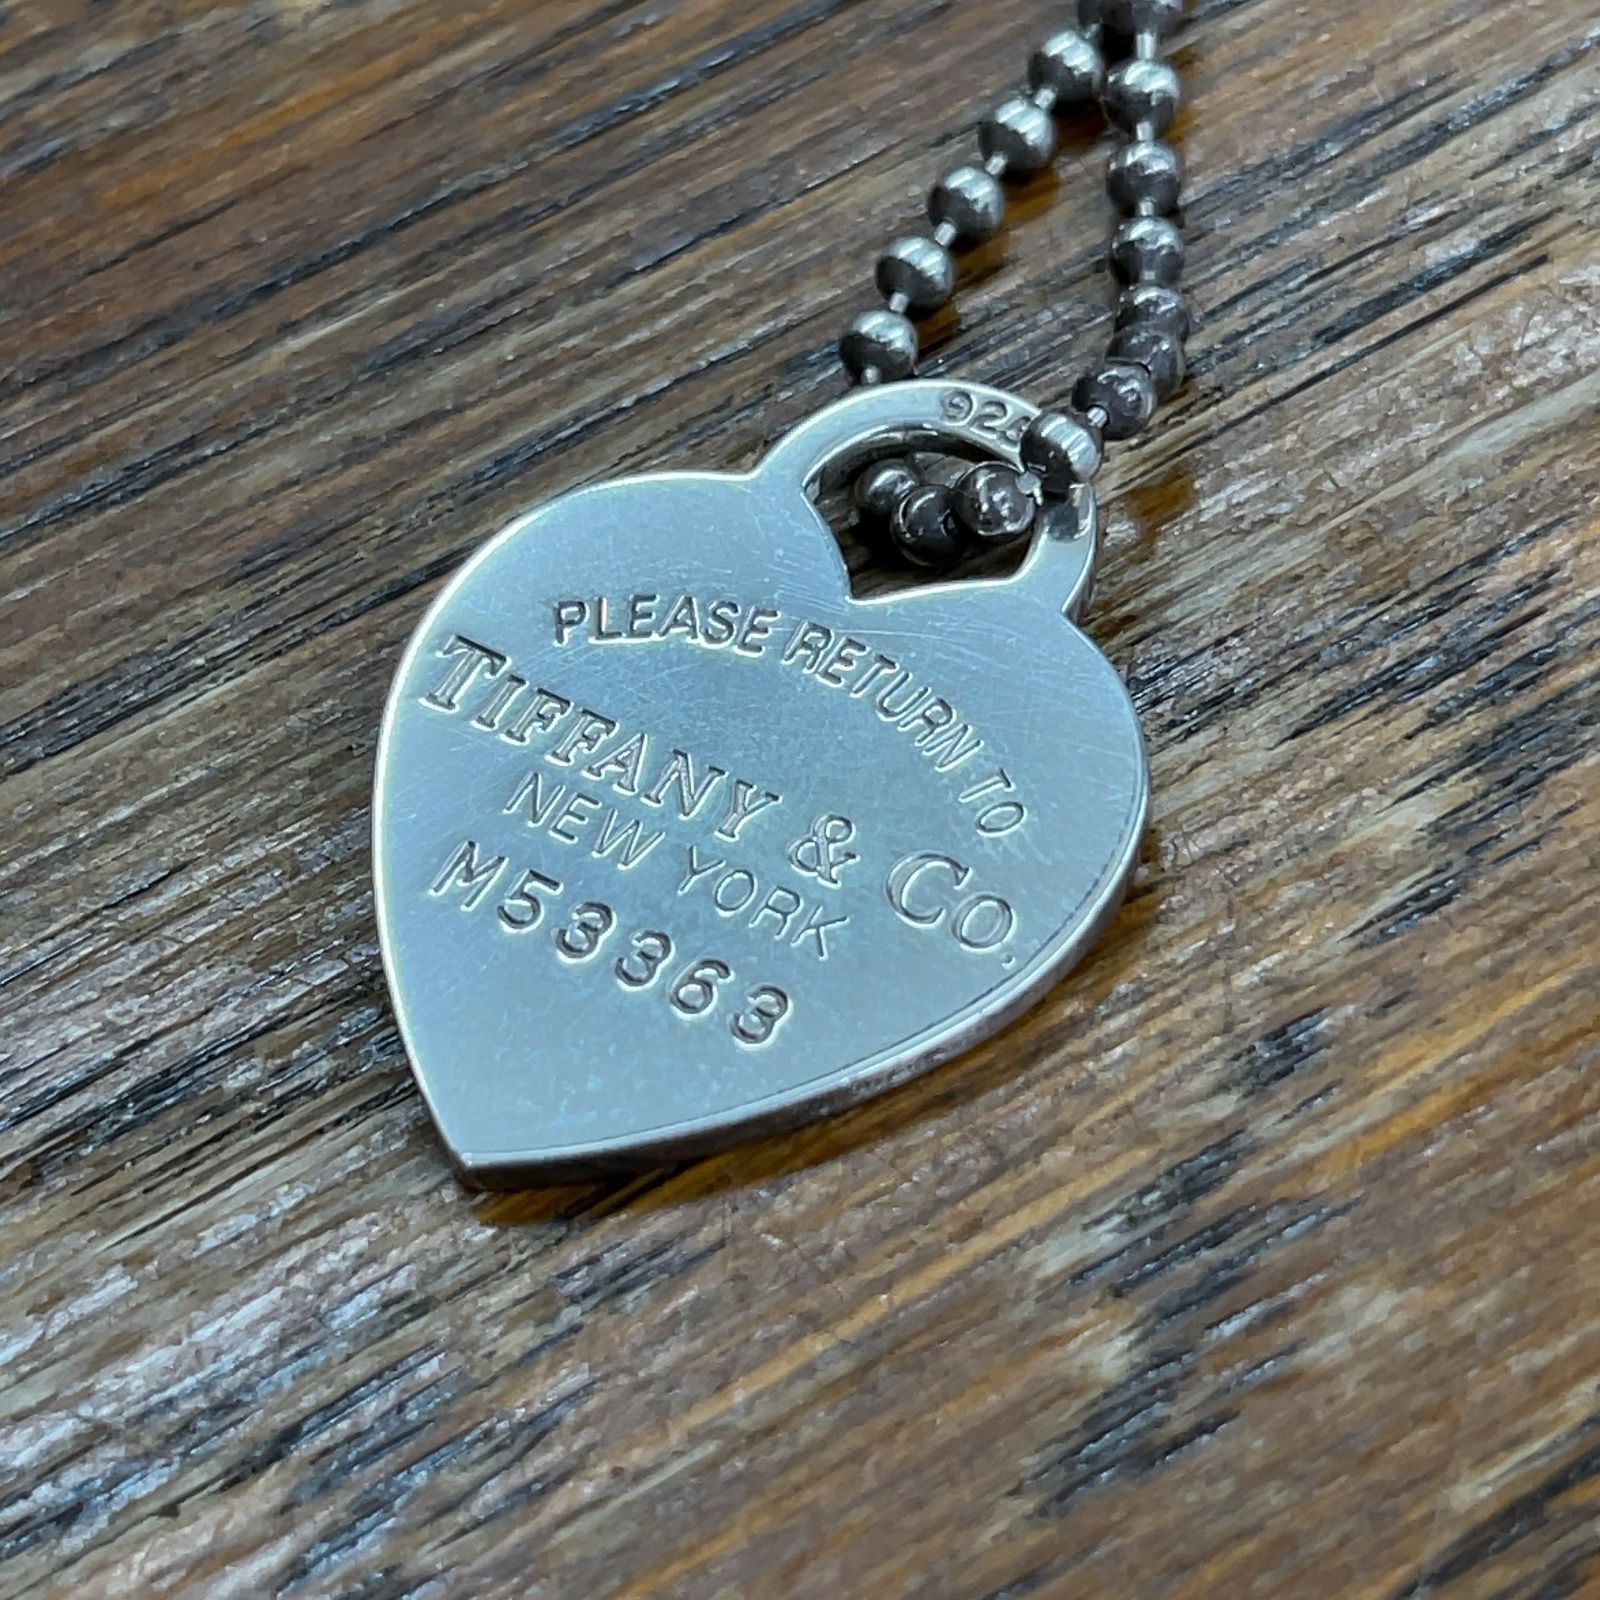 925
PLEASE RETURN TO
TIFFANY & CO.
NEW YORK
M53363